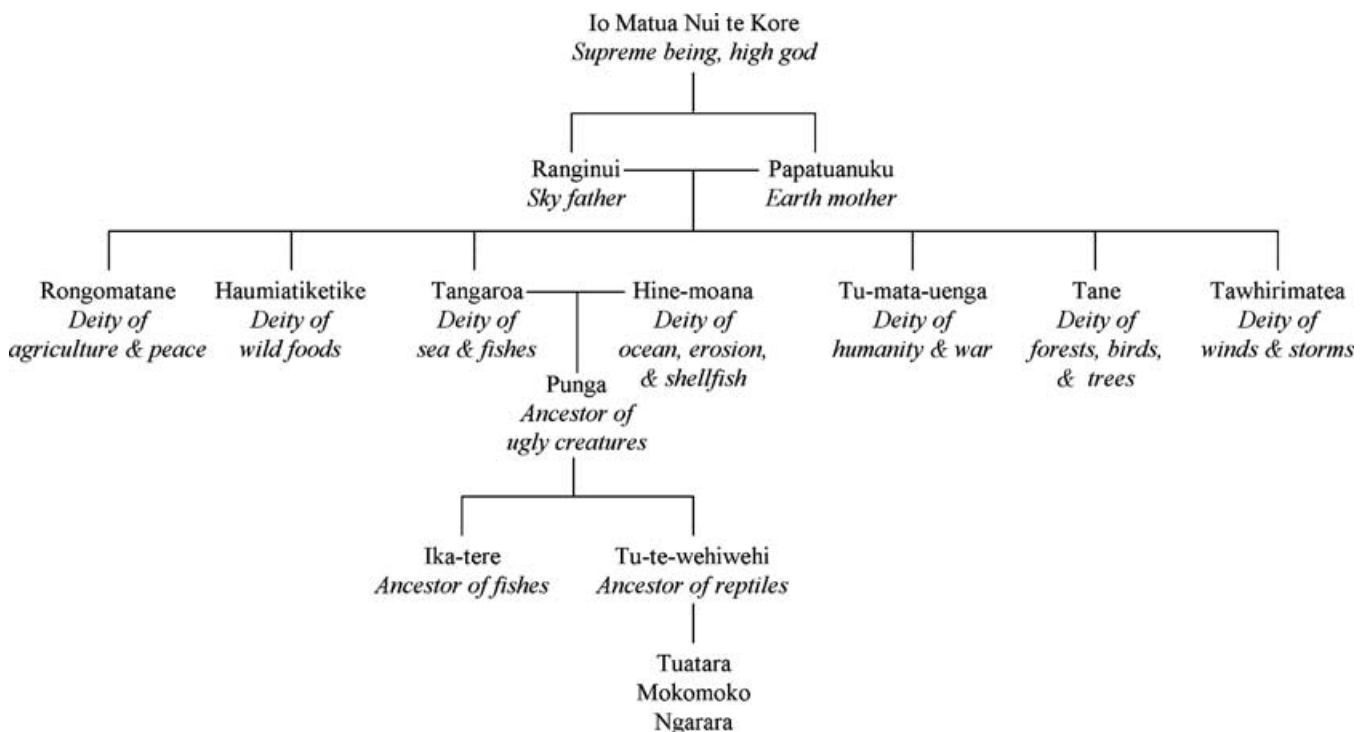 Io Matua Nui te Kore
Supreme being, high god
Ranginui
Sky father
Papatuanuku
Earth mother
Rongomatane
Deity of
agriculture & peace
Haumiatiketike
Deity of
wild foods
Tangaroa
Deity of
sea & fishes
Hine-moana
Deity of
ocean, erosion,
& shellfish
Tu-mata-uenga
Deity of
humanity & war
Tane
Deity of
forests, birds,
& trees
Tawhirimatea
Deity of
winds & storms
Punga
Ancestor of
ugly creatures
Ika-tere
Ancestor of fishes
Tu-te-wehiwehi
Ancestor of reptiles
Tuatara
Mokomoko
Ngarara